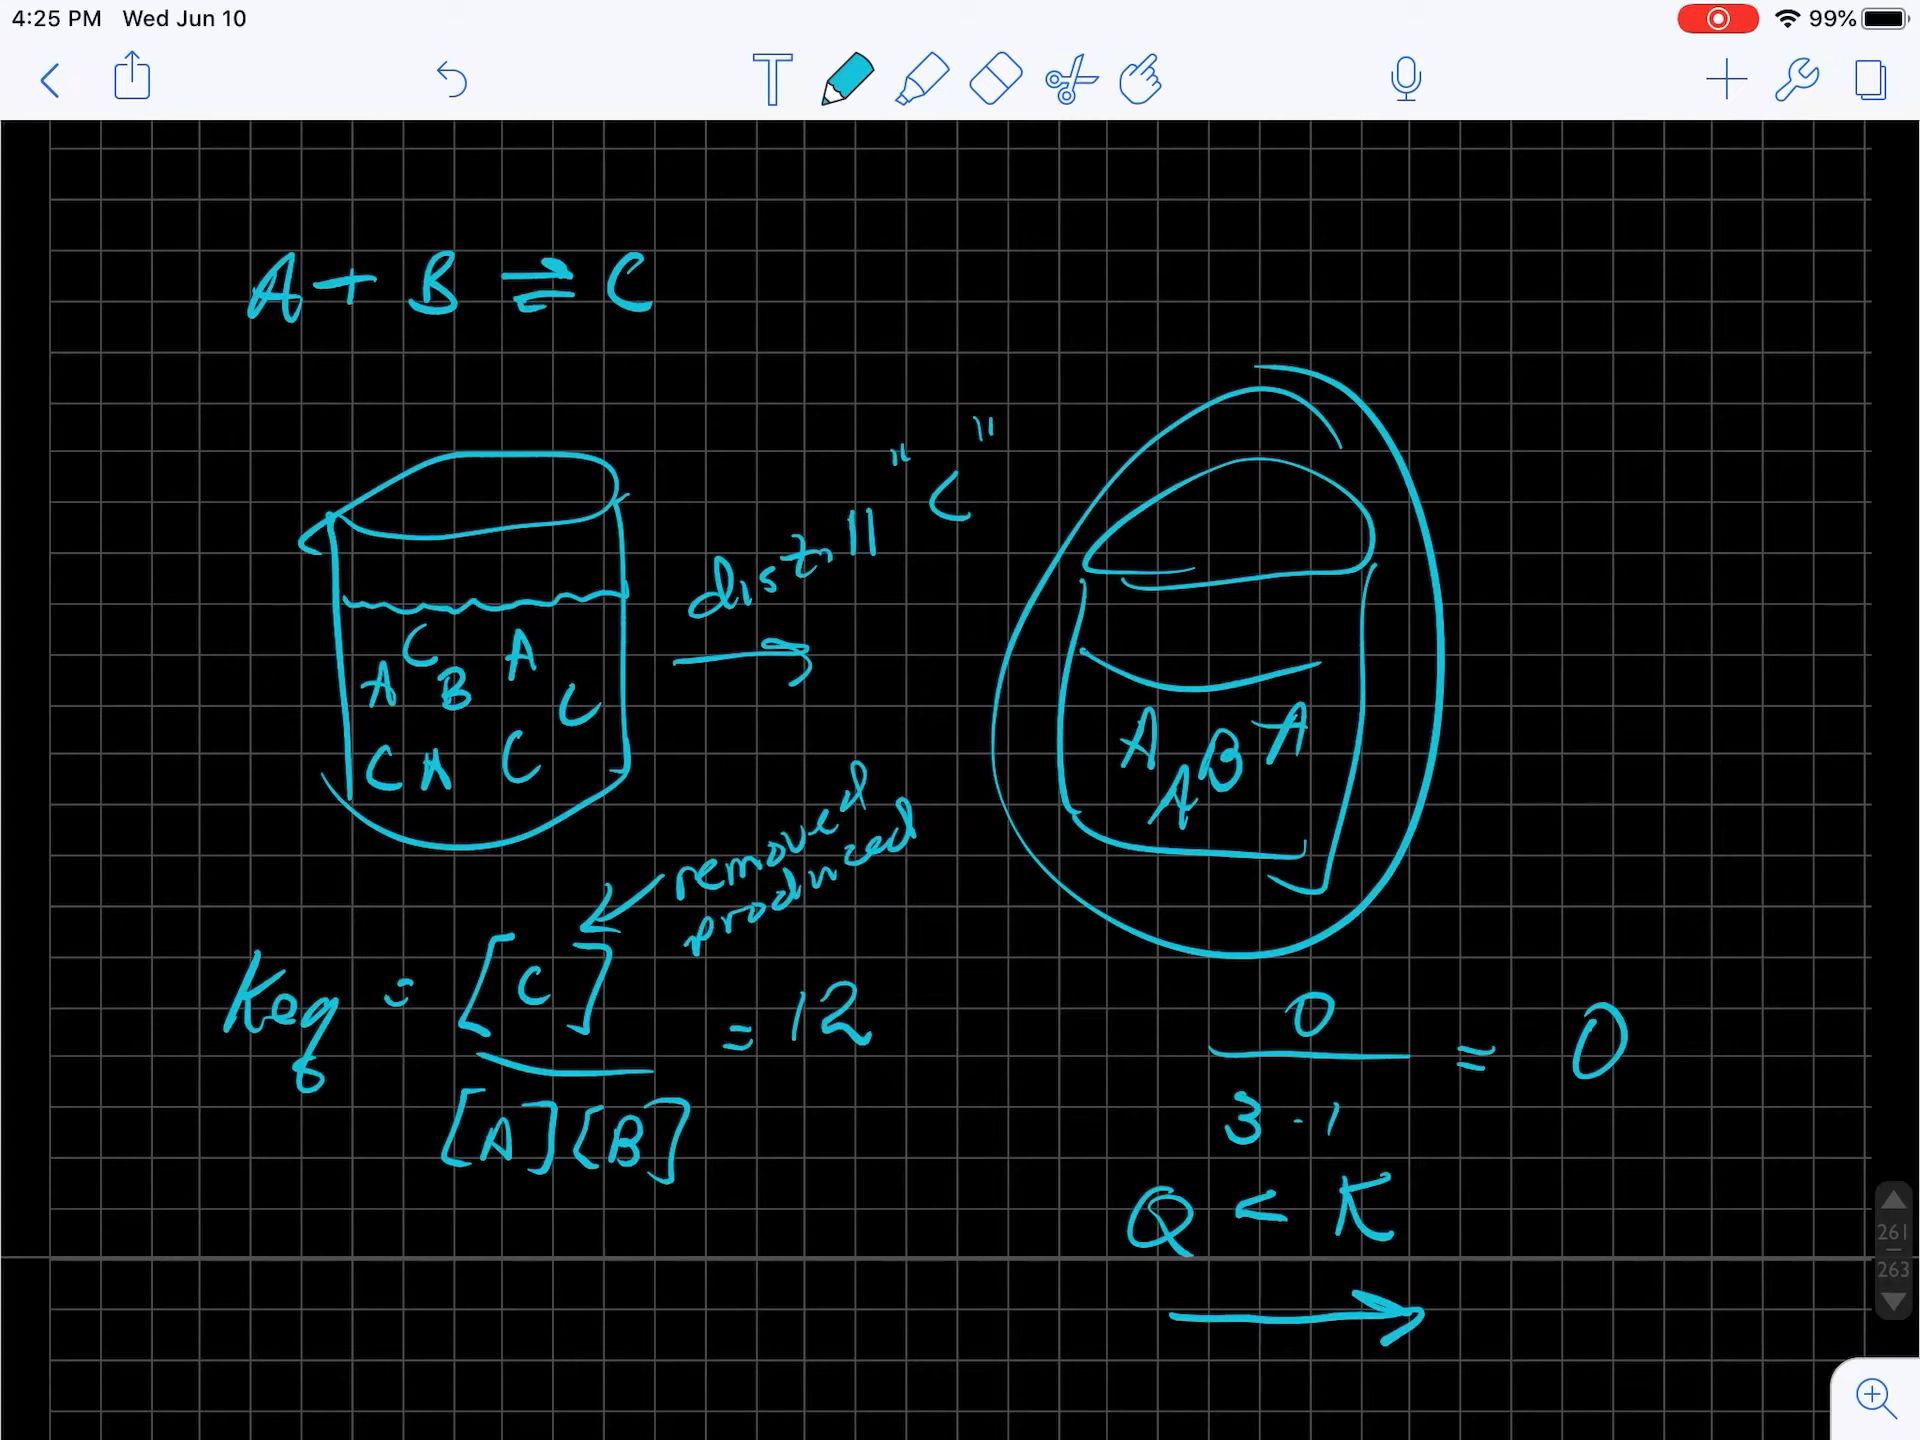 4:25 PM Wed Jun 10
99%
A + B ⇌ C
distill "C"
C A
A B C
C A C
A B A
A
removed
produced
Keq = [C] / [A][B] = 12
0 / 3 · 1 = 0
Q < K
261
263